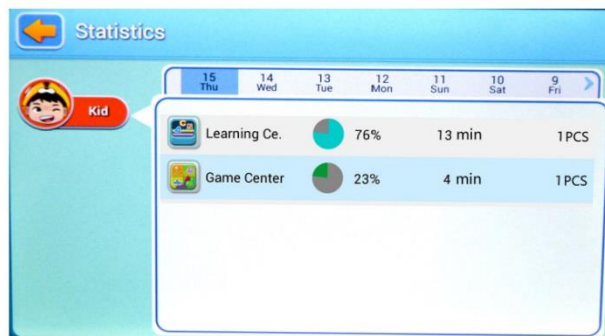 Statistics
15 14 13 12 11 10 9
Thu Wed Tue Mon Sun Sat Fri
Kid
Learning Ce. 76% 13 min 1PCS
Game Center 23% 4 min 1PCS